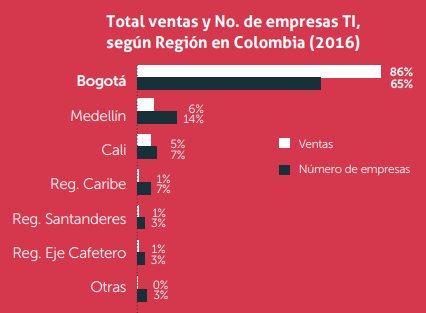 Total ventas y No. de empresas TI,
según Región en Colombia (2016)
Bogotá
86%
65%
Medellín
6%
14%
Cali
5%
7%
Ventas
Número de empresas
Reg. Caribe
1%
7%
Reg. Santanderes
1%
3%
Reg. Eje Cafetero
1%
3%
Otras
0%
3%